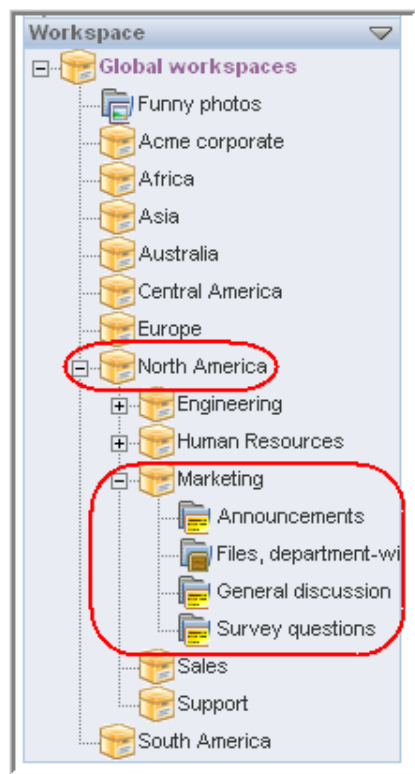 Workspace
Global workspaces
Funny photos
Acme corporate
Africa
Asia
Australia
Central America
Europe
North America
Engineering
Human Resources
Marketing
Announcements
Files, department-wi
General discussion
Survey questions
Sales
Support
South America